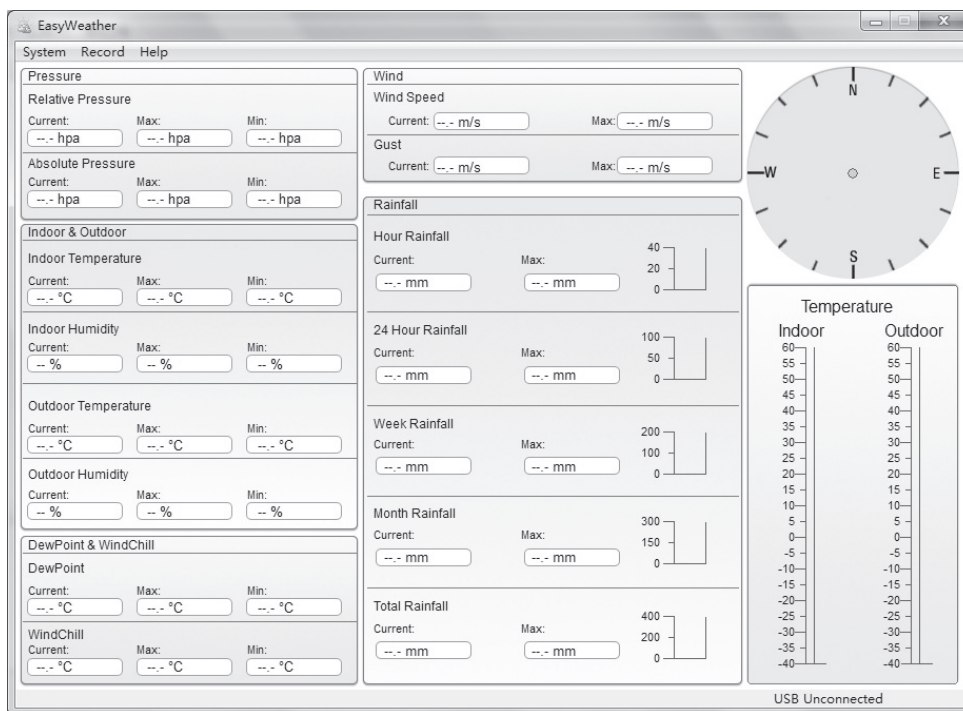 EasyWeather
System Record Help
Pressure
Relative Pressure
Current: Max: Min:
--.- hpa --.- hpa --.- hpa
Absolute Pressure
Current: Max: Min:
--.- hpa --.- hpa --.- hpa
Indoor & Outdoor
Indoor Temperature
Current: Max: Min:
--.- °C --.- °C --.- °C
Indoor Humidity
Current: Max: Min:
-- % -- % -- %
Outdoor Temperature
Current: Max: Min:
--.- °C --.- °C --.- °C
Outdoor Humidity
Current: Max: Min:
-- % -- % -- %
DewPoint & WindChill
DewPoint
Current: Max: Min:
--.- °C --.- °C --.- °C
WindChill
Current: Max: Min:
--.- °C --.- °C --.- °C
Wind
Wind Speed
Current: --.- m/s Max: --.- m/s
Gust
Current: --.- m/s Max: --.- m/s
Rainfall
Hour Rainfall
Current: Max:
--.- mm --.- mm
40
20
0
24 Hour Rainfall
Current: Max:
--.- mm --.- mm
100
50
0
Week Rainfall
Current: Max:
--.- mm --.- mm
200
100
0
Month Rainfall
Current: Max:
--.- mm --.- mm
300
150
0
Total Rainfall
Current: Max:
--.- mm --.- mm
400
200
0
N
W E
S
Temperature
Indoor Outdoor
60 60
55 55
50 50
45 45
40 40
35 35
30 30
25 25
20 20
15 15
10 10
5 5
0 0
-5 -5
-10 -10
-15 -15
-20 -20
-25 -25
-30 -30
-35 -35
-40 -40
USB Unconnected